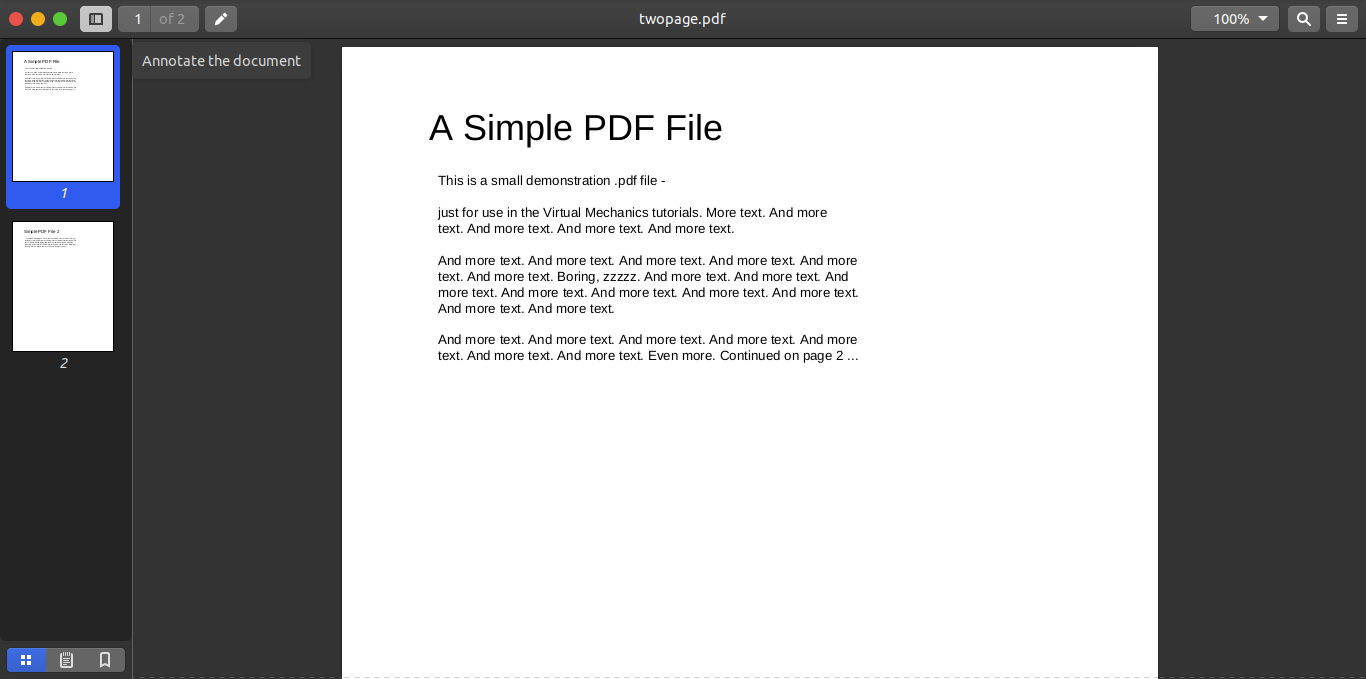 1 of 2
twopage.pdf
100%
Annotate the document
A Simple PDF File
1
Simple PDF File 2
2
A Simple PDF File
This is a small demonstration .pdf file -
just for use in the Virtual Mechanics tutorials. More text. And more
text. And more text. And more text. And more text.
And more text. And more text. And more text. And more text. And more
text. And more text. Boring, zzzzz. And more text. And more text. And
more text. And more text. And more text. And more text. And more text.
And more text. And more text.
And more text. And more text. And more text. And more text. And more
text. And more text. And more text. Even more. Continued on page 2 ...